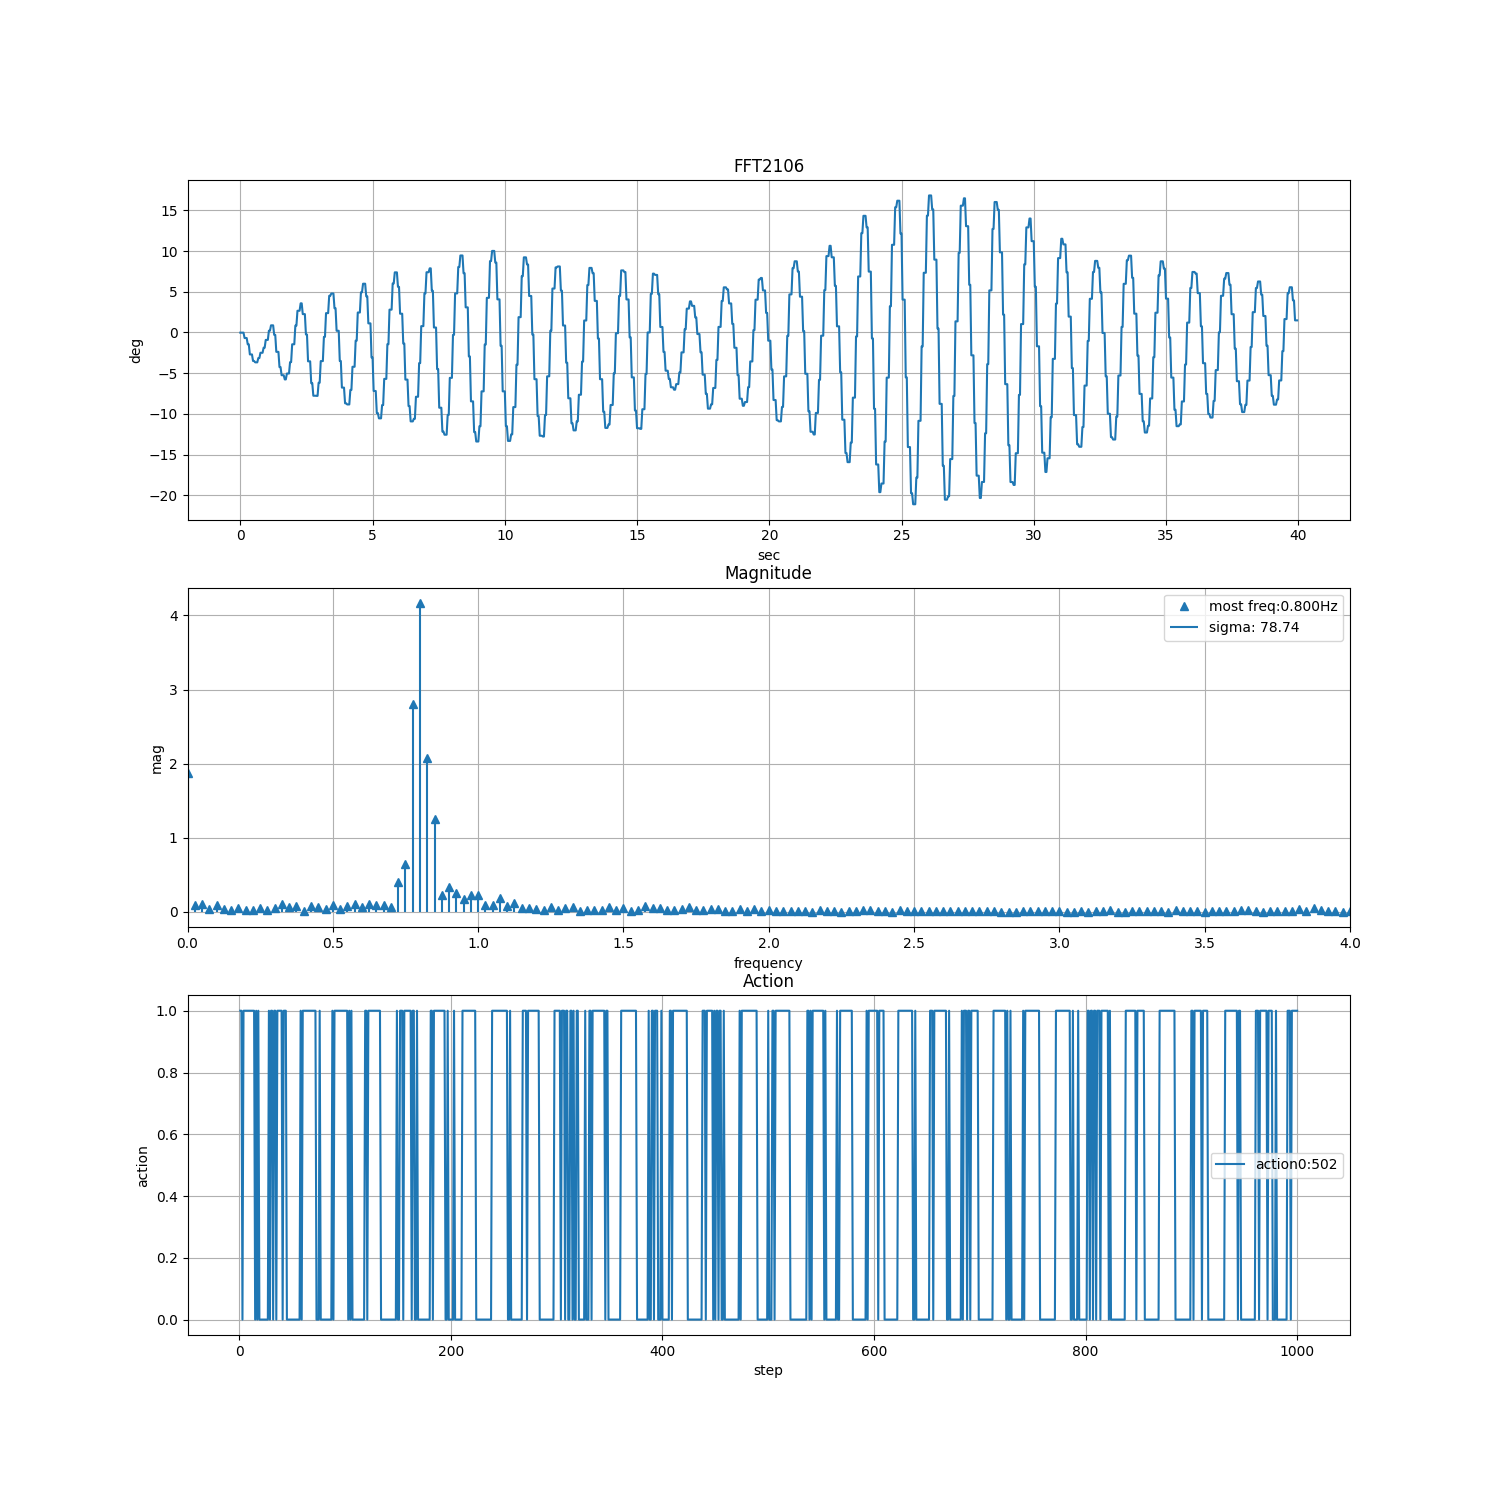 FFT2106
15
10
5
0
−5
−10
−15
−20
deg
0 5 10 15 20 25 30 35 40
sec
Magnitude
4
3
2
1
0
mag
most freq:0.800Hz
sigma: 78.74
0.0 0.5 1.0 1.5 2.0 2.5 3.0 3.5 4.0
frequency
Action
1.0
0.8
0.6
0.4
0.2
0.0
action
action0:502
0 200 400 600 800 1000
step